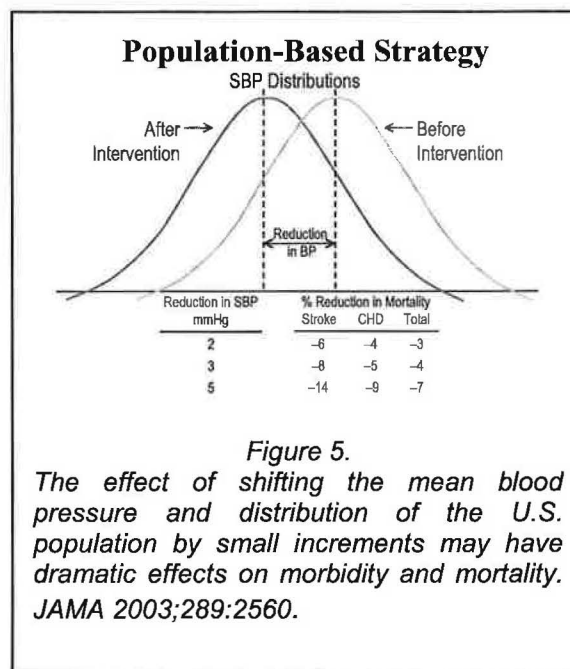 Population-Based Strategy
SBP Distributions
After
Intervention
Before
Intervention
Reduction
in BP
Reduction in SBP
mmHg
% Reduction in Mortality
Stroke CHD Total
2 –6 –4 –3
3 –8 –5 –4
5 –14 –9 –7
Figure 5.
The effect of shifting the mean blood
pressure and distribution of the U.S.
population by small increments may have
dramatic effects on morbidity and mortality.
JAMA 2003;289:2560.